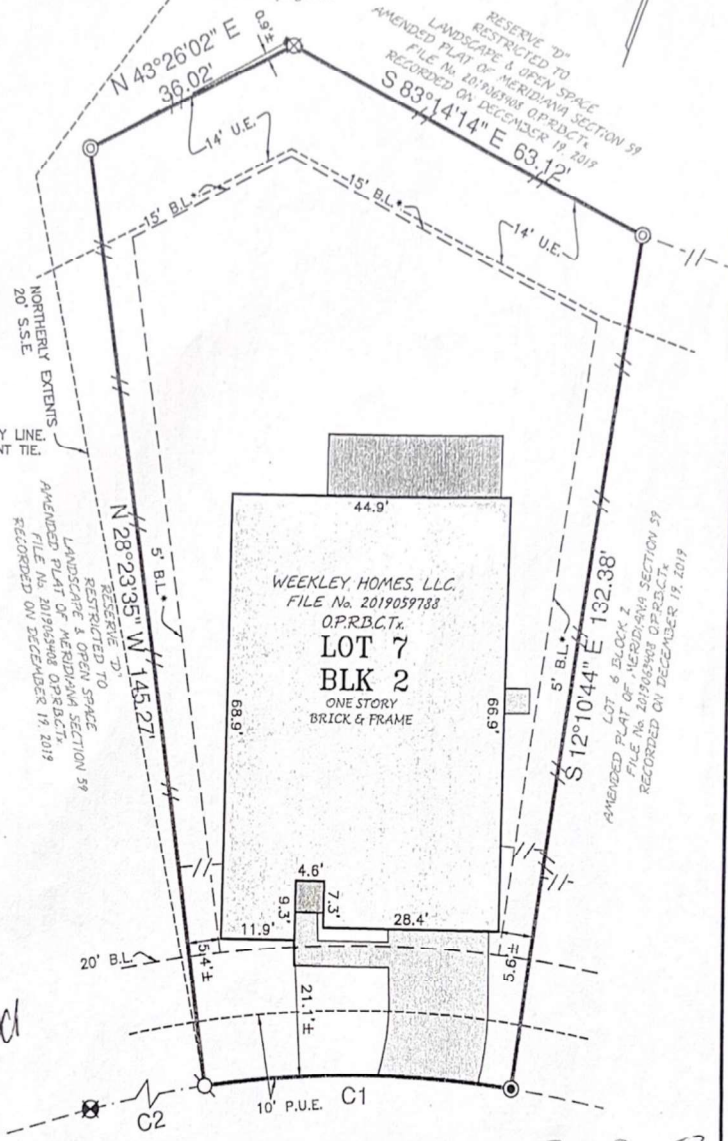 RESERVE "D"
RESTRICTED TO
LANDSCAPE & OPEN SPACE
AMENDED PLAT OF MERIDIANA SECTION 59
FILE No. 2019063408 O.P.R.B.C.Tx.
RECORDED ON DECEMBER 19, 2019
0.9'±
N 43°26'02" E
36.02'
S 83°14'14" E 63.12'
14' U.E.
15' B.L.*
15' B.L.*
14' U.E.
NORTHERLY EXTENTS
20' S.S.E.
Y LINE.
NT TIE.
N 28°23'35" W 145.27'
5' B.L.*
RESERVE "D"
RESTRICTED TO
LANDSCAPE & OPEN SPACE
AMENDED PLAT OF MERIDIANA SECTION 59
FILE No. 2019063408 O.P.R.B.C.Tx.
RECORDED ON DECEMBER 19, 2019
44.9'
WEEKLEY HOMES, LLC.
FILE No. 2019059788
O.P.R.B.C.Tx.
LOT 7
BLK 2
ONE STORY
BRICK & FRAME
68.9'
66.9'
5' B.L.*
S 12°10'44" E 132.38'
LOT 6 BLOCK 2
AMENDED PLAT OF MERIDIANA SECTION 59
FILE No. 2019063408 O.P.R.B.C.Tx.
RECORDED ON DECEMBER 19, 2019
4.6'
9.3'
7.3'
11.9'
28.4'
20' B.L.
5.4'±
5.6'±
21.1'±
10' P.U.E.
C1
C2